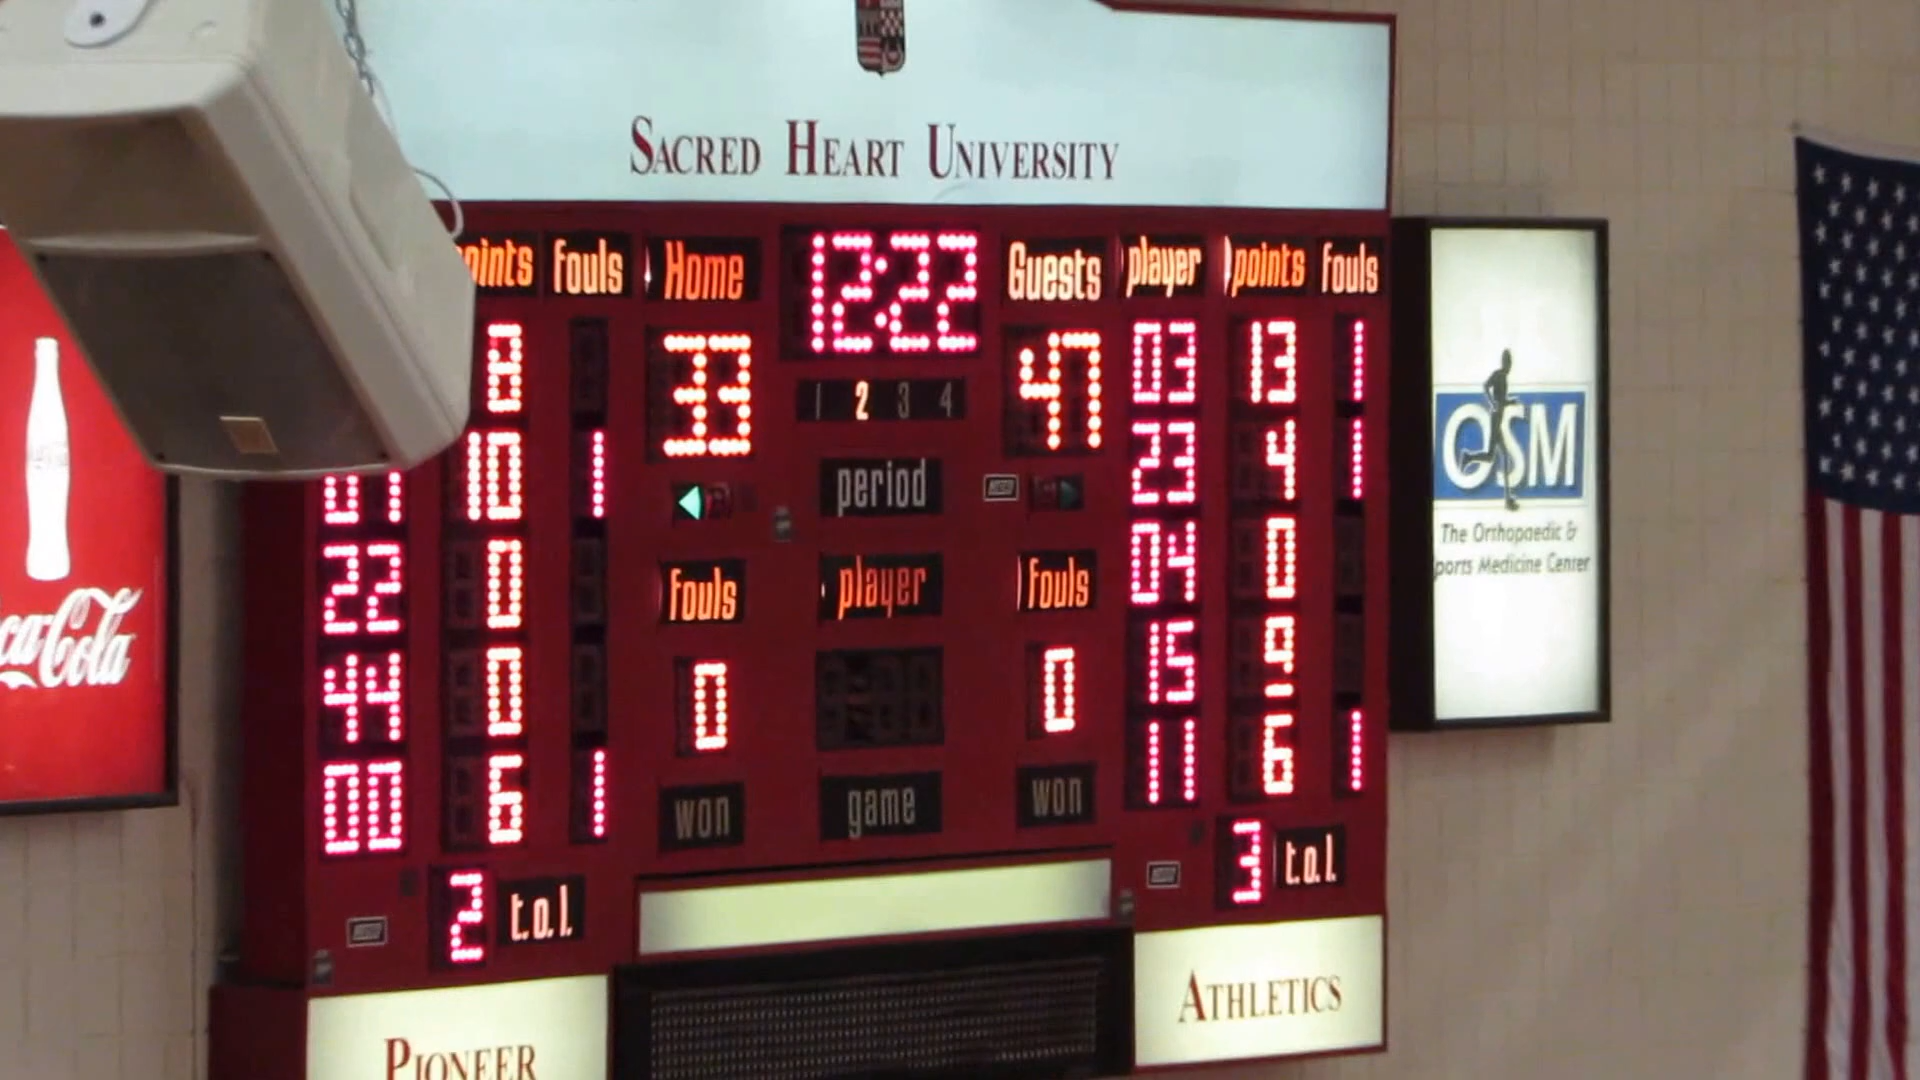 SACRED HEART UNIVERSITY
fouls Home 12:22 Guests player points fouls
8 33 1 2 3 4 47 03 13 1
10 1 period 23 4 1
22 0 04 0
fouls player fouls
44 0 0 0 15 9
00 6 1 won game won 11 6 1
2 t.o.l. 3 t.o.l.
PIONEER ATHLETICS
Coca-Cola
OSM
The Orthopaedic &
Sports Medicine Center